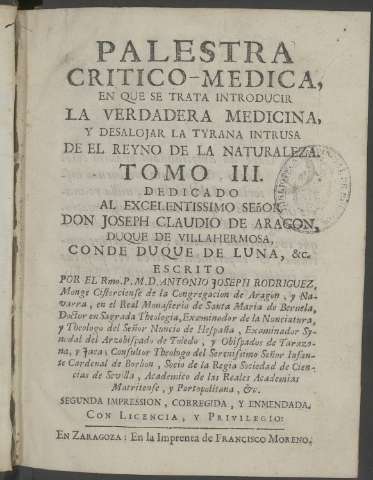 PALESTRA
CRITICO-MEDICA,
EN QUE SE TRATA INTRODUCIR
LA VERDADERA MEDICINA,
Y DESALOJAR LA TYRANA INTRUSA
DE EL REYNO DE LA NATURALEZA.
TOMO III.
DEDICADO
AL EXCELENTISSIMO SEñOR
DON JOSEPH CLAUDIO DE ARAGON,
DUQUE DE VILLAHERMOSA,
CONDE DUQUE DE LUNA, &c.
ESCRITO
POR EL Rmo. P. M. D. ANTONIO JOSEPH RODRIGUEZ,
Monge Cisterciense de la Congregacion de Aragon, y Na-
varra, en el Real Monasterio de Santa Maria de Beruela,
Doctor en Sagrada Theologia, Examinador de la Nunciatura,
y Theologo del Señor Nuncio de Hespaña, Examinador Sy-
nodal del Arzobispado de Toledo, y Obispados de Tarazo-
na, y Jaca; Consultor Theologo del Serenissimo Señor Infan-
te Cardenal de Borbon, Socio de la Regia Sociedad de Cien-
cias de Sevilla, Academico de las Reales Academias
Matritense, y Portopolitana, &c.
SEGUNDA IMPRESSION, CORREGIDA, Y ENMENDADA.
CON LICENCIA, Y PRIVILEGIO:
EN ZARAGOZA: En la Imprenta de FRANCISCO MORENO.